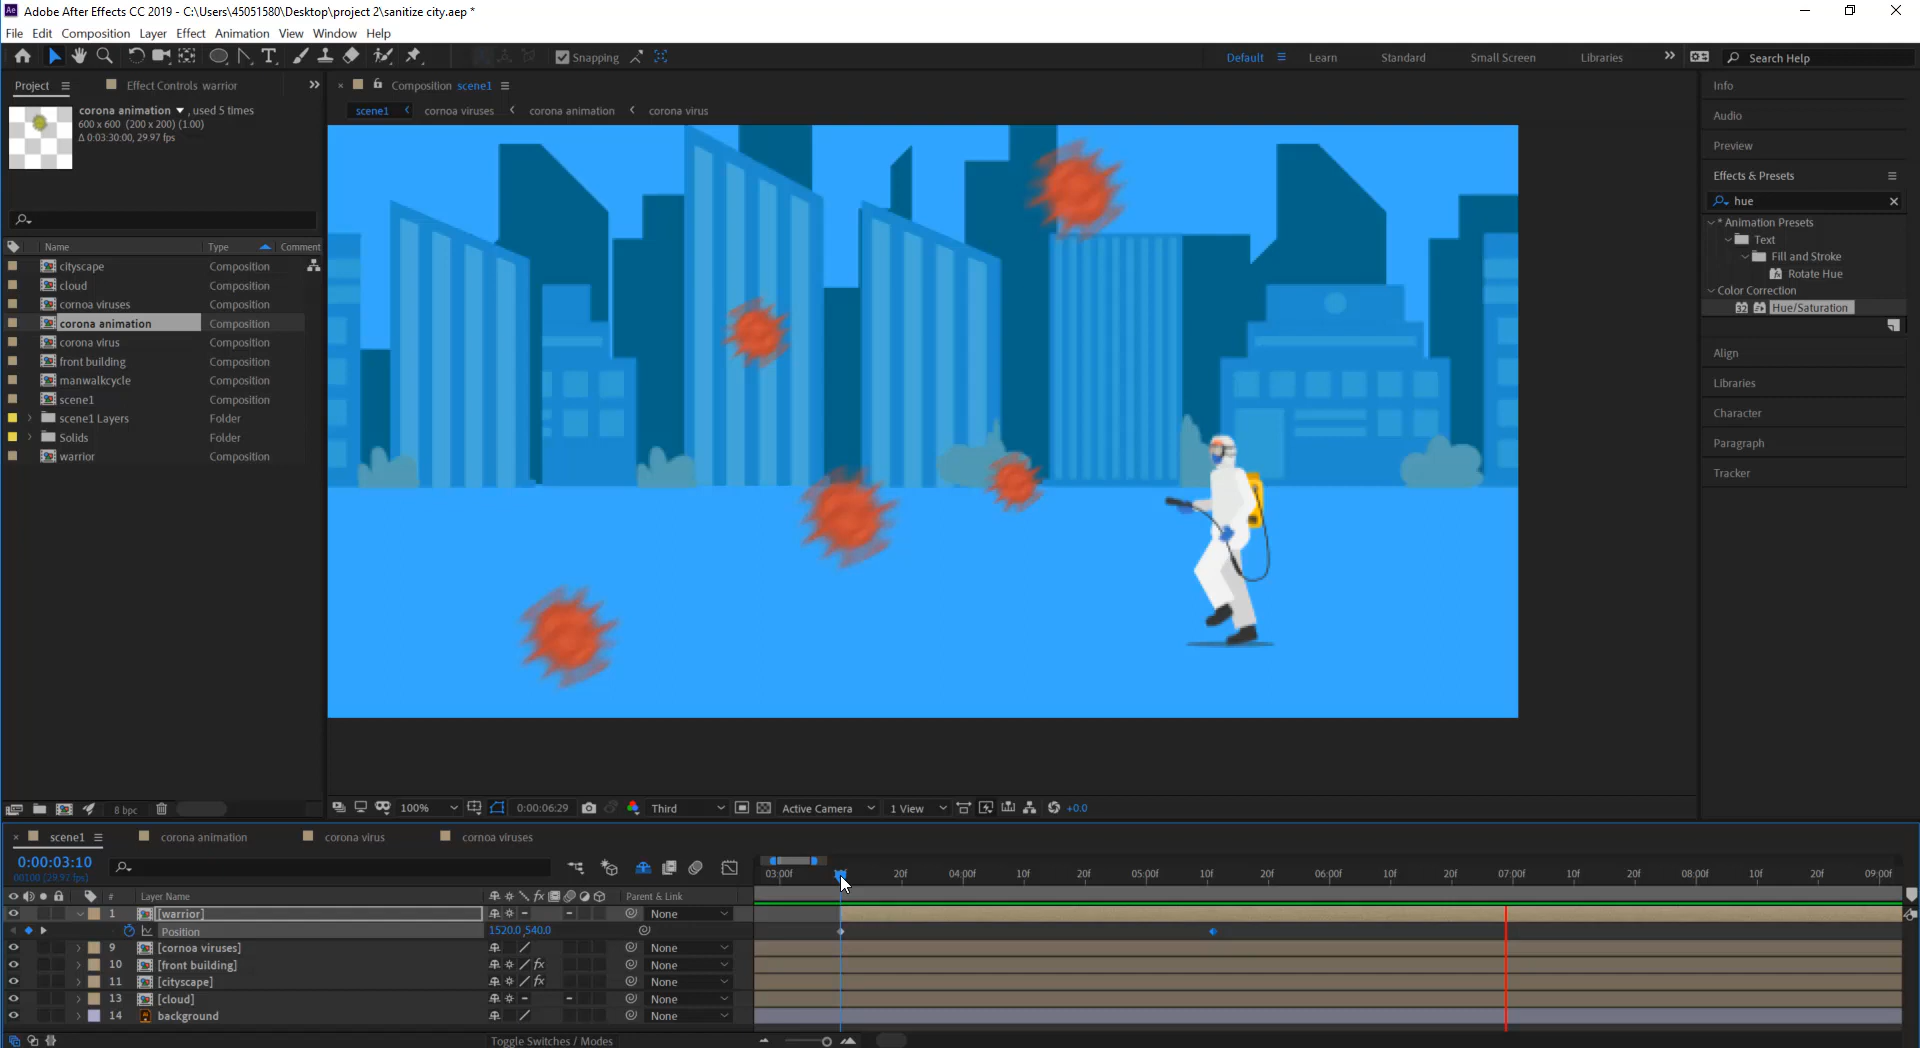 Adobe After Effects CC 2019 - C:\Users\45051580\Desktop\project 2\sanitize city.aep *
File Edit Composition Layer Effect Animation View Window Help
Snapping
Default Learn Standard Small Screen Libraries Search Help
Project Effect Controls warrior
Composition scene1
scene1 cornoa viruses corona animation corona virus
corona animation , used 5 times
600 x 600 (200 x 200) (1.00)
Δ 0:03:30:00, 29.97 fps
Name Type Comment
cityscape Composition
cloud Composition
cornoa viruses Composition
corona animation Composition
corona virus Composition
front building Composition
manwalkcycle Composition
scene1 Composition
scene1 Layers Folder
Solids Folder
warrior Composition
8 bpc
100% 0:00:06:29 Third Active Camera 1 View +0.0
Info
Audio
Preview
Effects & Presets
hue
* Animation Presets
Text
Fill and Stroke
Rotate Hue
Color Correction
32 Hue/Saturation
Align
Libraries
Character
Paragraph
Tracker
scene1 corona animation corona virus cornoa viruses
0:00:03:10
00100 (29.97 fps)
# Layer Name Parent & Link
03:00f 20f 04:00f 10f 20f 05:00f 10f 20f 06:00f 10f 20f 07:00f 10f 20f 08:00f 10f 20f 09:00f
1 [warrior] None
Position 1520.0,540.0
9 [cornoa viruses] None
10 [front building] fx None
11 [cityscape] fx None
13 [cloud] None
14 background None
Toggle Switches / Modes